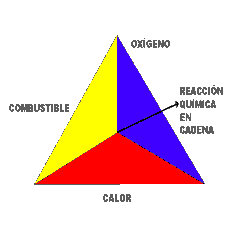 OXÍGENO
COMBUSTIBLE
REACCIÓN
QUÍMICA
EN
CADENA
CALOR